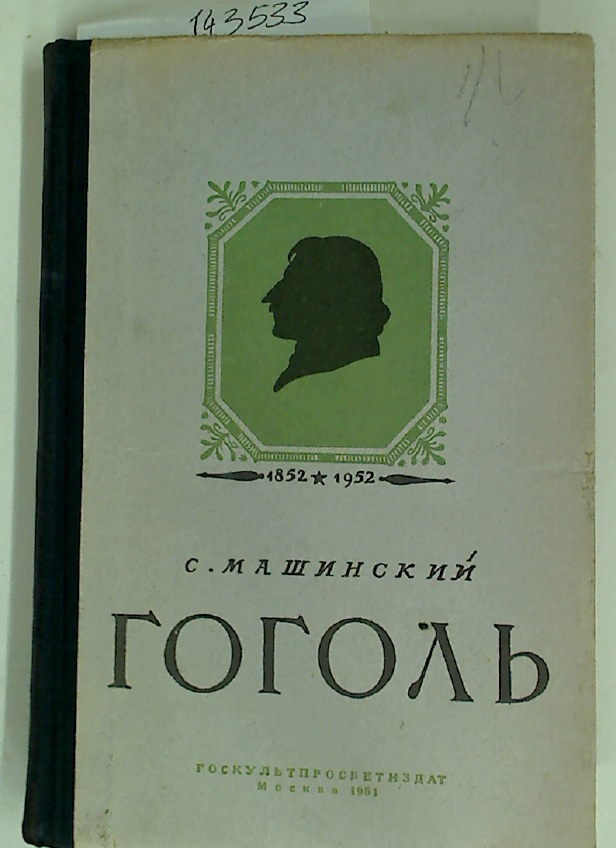 143533
1852 ★ 1952
С. МАШИНСКИЙ
ГОГОЛЬ
ГОСКУЛЬТПРОСВЕТИЗДАТ
Москва 1951